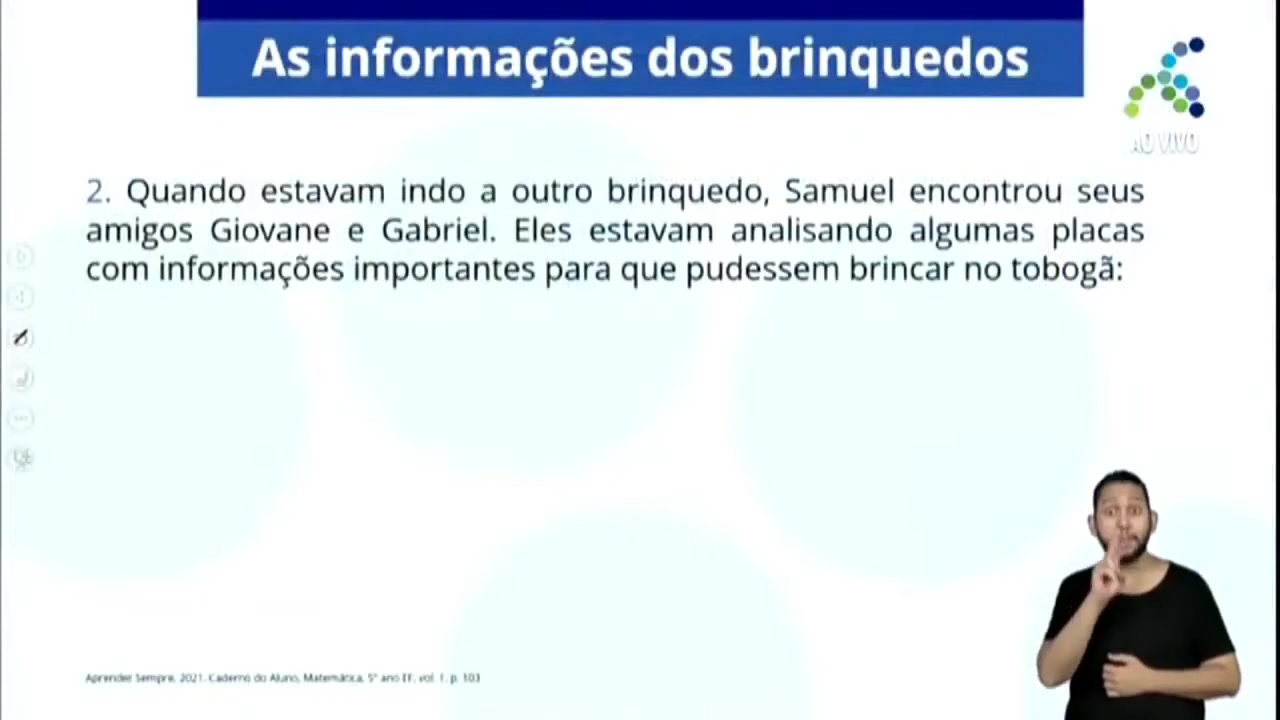 As informações dos brinquedos
AO VIVO
2. Quando estavam indo a outro brinquedo, Samuel encontrou seus
amigos Giovane e Gabriel. Eles estavam analisando algumas placas
com informações importantes para que pudessem brincar no tobogã:
Aprender Sempre, 2021. Caderno do Aluno, Matemática, 5º ano EF, vol. 1. p. 103